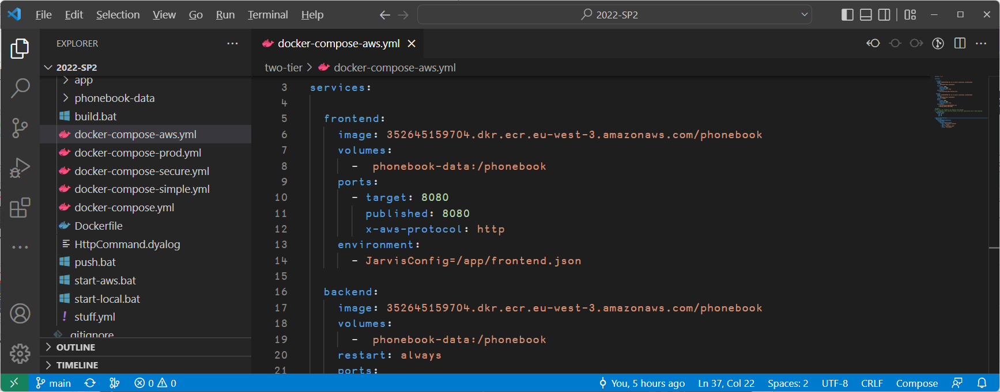 File Edit Selection View Go Run Terminal Help
2022-SP2
EXPLORER
2022-SP2
app
phonebook-data
build.bat
docker-compose-aws.yml
docker-compose-prod.yml
docker-compose-secure.yml
docker-compose-simple.yml
docker-compose.yml
Dockerfile
HttpCommand.dyalog
push.bat
start-aws.bat
start-local.bat
! stuff.yml
.gitignore
OUTLINE
TIMELINE
docker-compose-aws.yml
two-tier > docker-compose-aws.yml
3 services:
4
5 frontend:
6 image: 352645159704.dkr.ecr.eu-west-3.amazonaws.com/phonebook
7 volumes:
8 - phonebook-data:/phonebook
9 ports:
10 - target: 8080
11 published: 8080
12 x-aws-protocol: http
13 environment:
14 - JarvisConfig=/app/frontend.json
15
16 backend:
17 image: 352645159704.dkr.ecr.eu-west-3.amazonaws.com/phonebook
18 volumes:
19 - phonebook-data:/phonebook
20 restart: always
21 ports:
main 0 0 You, 5 hours ago Ln 37, Col 22 Spaces: 2 UTF-8 CRLF Compose